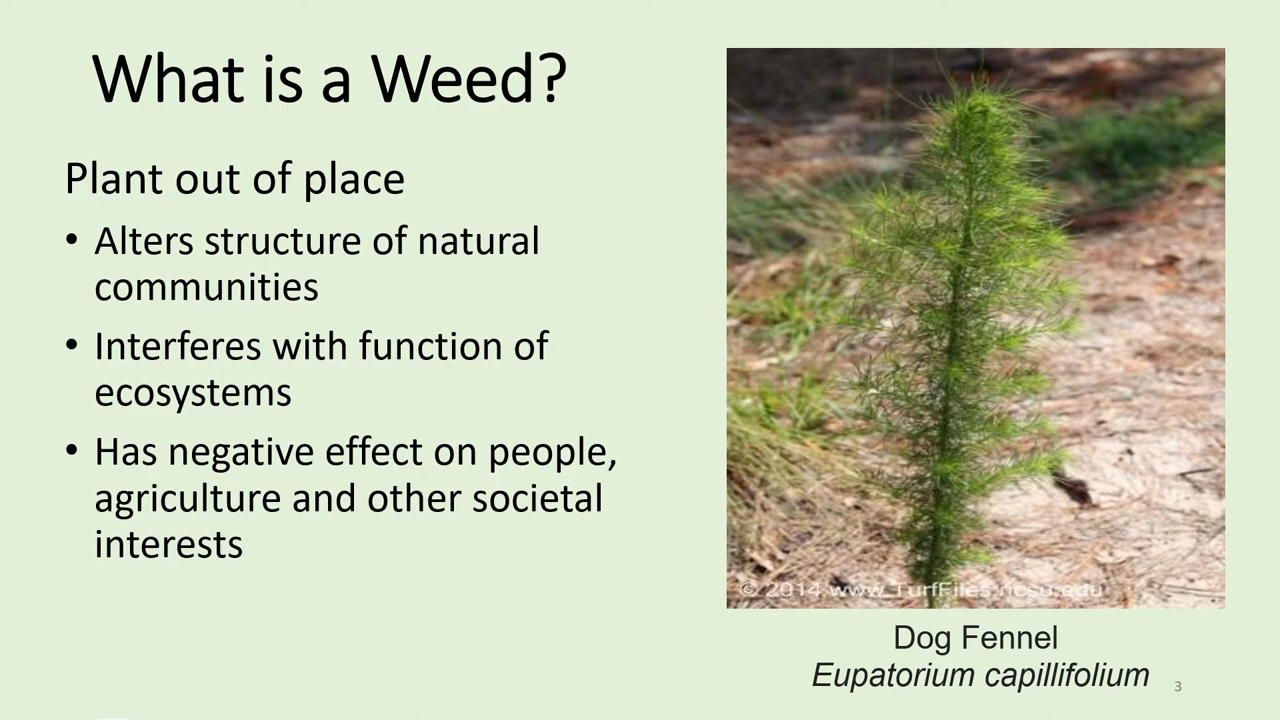 What is a Weed?
Plant out of place
• Alters structure of natural
communities
• Interferes with function of
ecosystems
• Has negative effect on people,
agriculture and other societal
interests
© 2014 www.TurfFiles.ncsu.edu
Dog Fennel
Eupatorium capillifolium
3